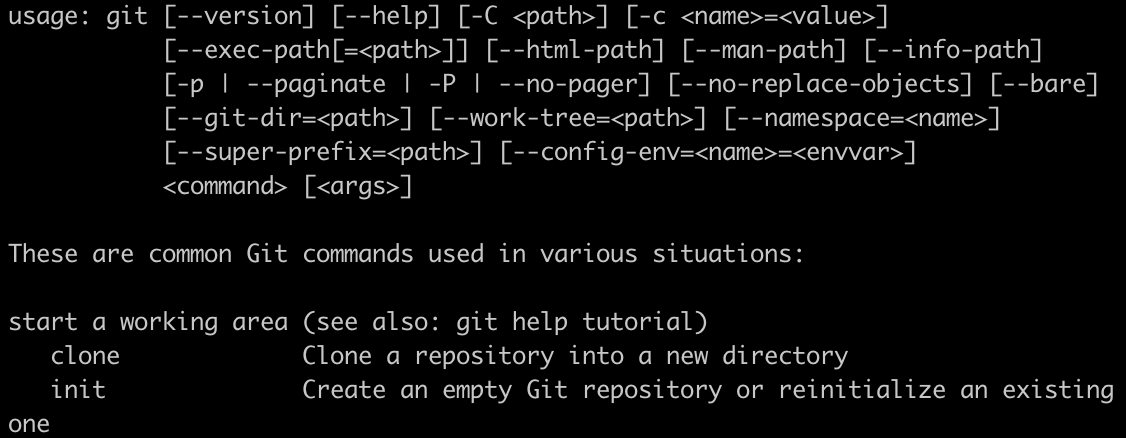 usage: git [--version] [--help] [-C <path>] [-c <name>=<value>]
           [--exec-path[=<path>]] [--html-path] [--man-path] [--info-path]
           [-p | --paginate | -P | --no-pager] [--no-replace-objects] [--bare]
           [--git-dir=<path>] [--work-tree=<path>] [--namespace=<name>]
           [--super-prefix=<path>] [--config-env=<name>=<envvar>]
           <command> [<args>]

These are common Git commands used in various situations:

start a working area (see also: git help tutorial)
   clone             Clone a repository into a new directory
   init              Create an empty Git repository or reinitialize an existing
one